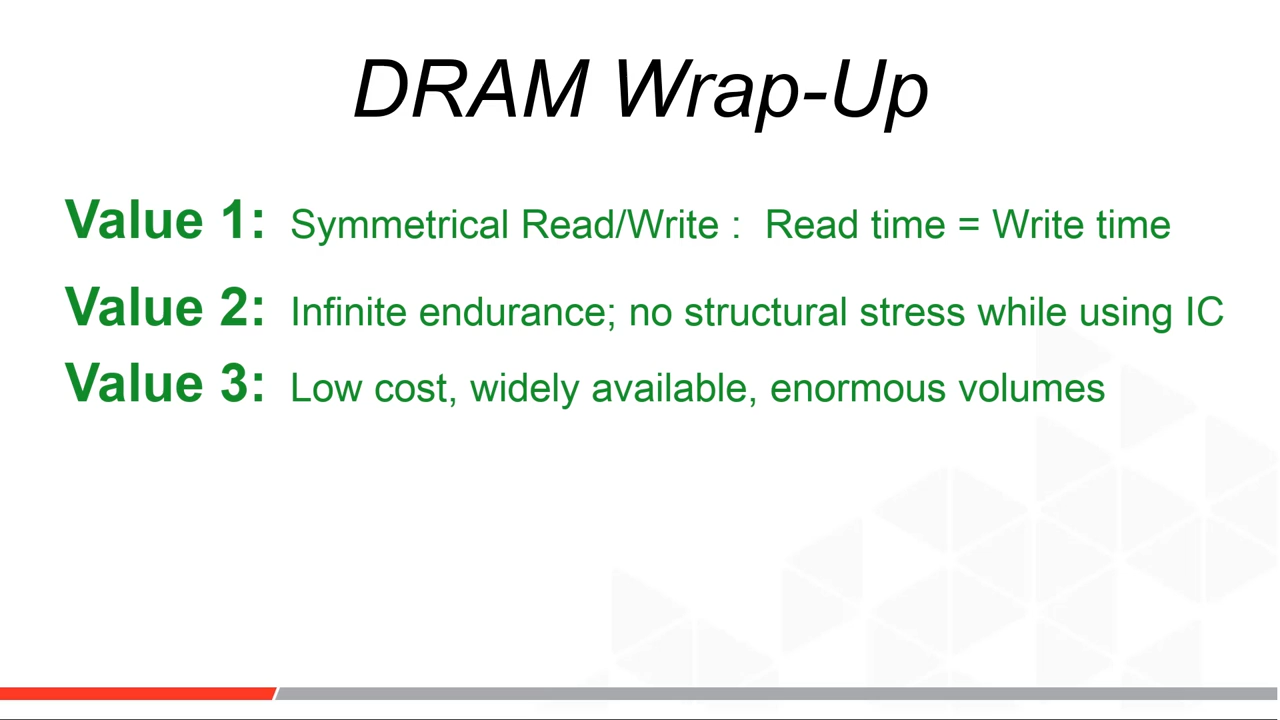 DRAM Wrap-Up
Value 1: Symmetrical Read/Write : Read time = Write time
Value 2: Infinite endurance; no structural stress while using IC
Value 3: Low cost, widely available, enormous volumes